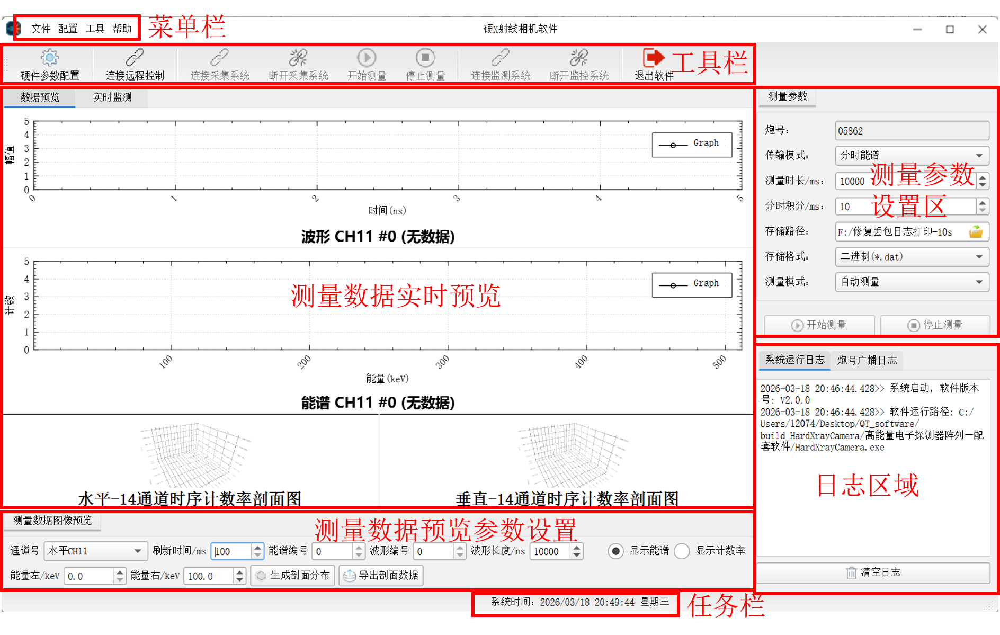 文件 配置 工具 帮助
菜单栏
硬X射线相机软件
硬件参数配置
连接远程控制
连接采集系统
断开采集系统
开始测量
停止测量
连接监测系统
断开监控系统
退出软件
工具栏
数据预览
实时监测
5
4
3
2
1
0
幅值
0 1 2 3 4 5
时间(ns)
Graph
波形 CH11 #0 (无数据)
5
4
3
2
1
0
计数
Graph
测量数据实时预览
100 200 300 400 500
能量(keV)
能谱 CH11 #0 (无数据)
水平-14通道时序计数率剖面图
垂直-14通道时序计数率剖面图
测量参数
炮号: 05862
传输模式: 分时能谱
测量时长/ms: 10000
分时积分/ms: 10
测量参数
设置区
存储路径: F:/修复丢包日志打印-10s
存储格式: 二进制(*.dat)
测量模式: 自动测量
开始测量
停止测量
系统运行日志
炮号广播日志
2026-03-18 20:46:44.428>> 系统启动，软件版本
号: V2.0.0
2026-03-18 20:46:44.428>> 软件运行路径: C:/
Users/12074/Desktop/QT_software/
build_HardXrayCamera/高能量电子探测器阵列一配
套软件/HardXrayCamera.exe
日志区域
清空日志
测量数据图像预览
测量数据预览参数设置
通道号 水平CH11 刷新时间/ms 100 能谱编号 0 波形编号 0 波形长度/ns 10000 显示能谱 显示计数率
能量左/keV 0.0 能量右/keV 100.0 生成剖面分布 导出剖面数据
系统时间: 2026/03/18 20:49:44 星期三
任务栏